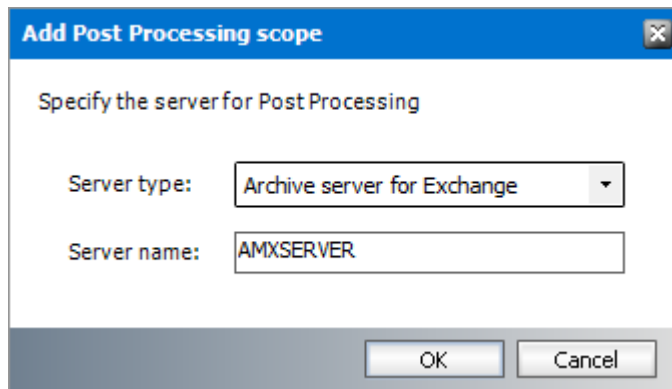 Add Post Processing scope
Specify the server for Post Processing
Server type: Archive server for Exchange
Server name: AMXSERVER
OK Cancel